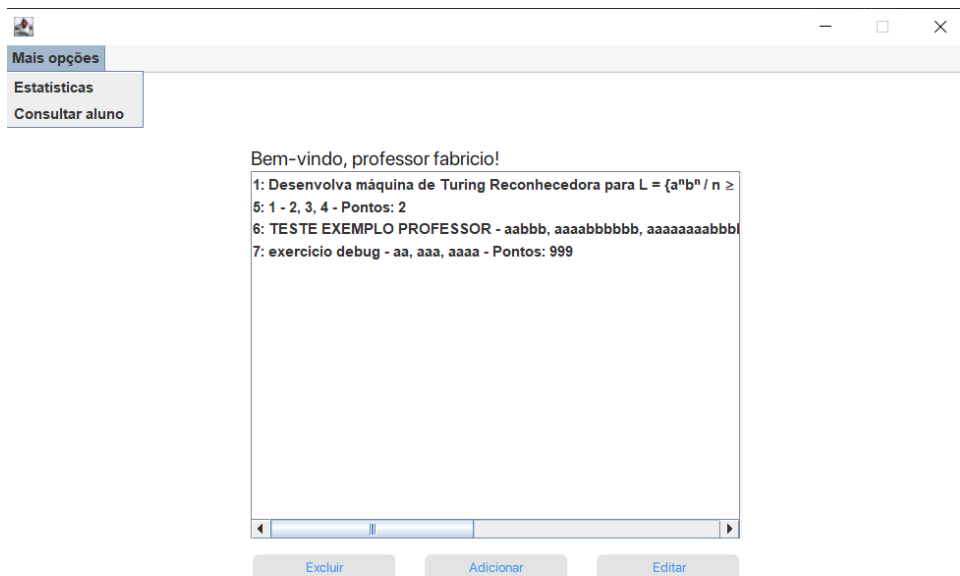 Mais opções
Estatísticas
Consultar aluno
Bem-vindo, professor fabricio!
1: Desenvolva máquina de Turing Reconhecedora para L = {aⁿbⁿ / n ≥
5: 1 - 2, 3, 4 - Pontos: 2
6: TESTE EXEMPLO PROFESSOR - aabbb, aaaabbbbbb, aaaaaaaabbbl
7: exercicio debug - aa, aaa, aaaa - Pontos: 999
Excluir Adicionar Editar